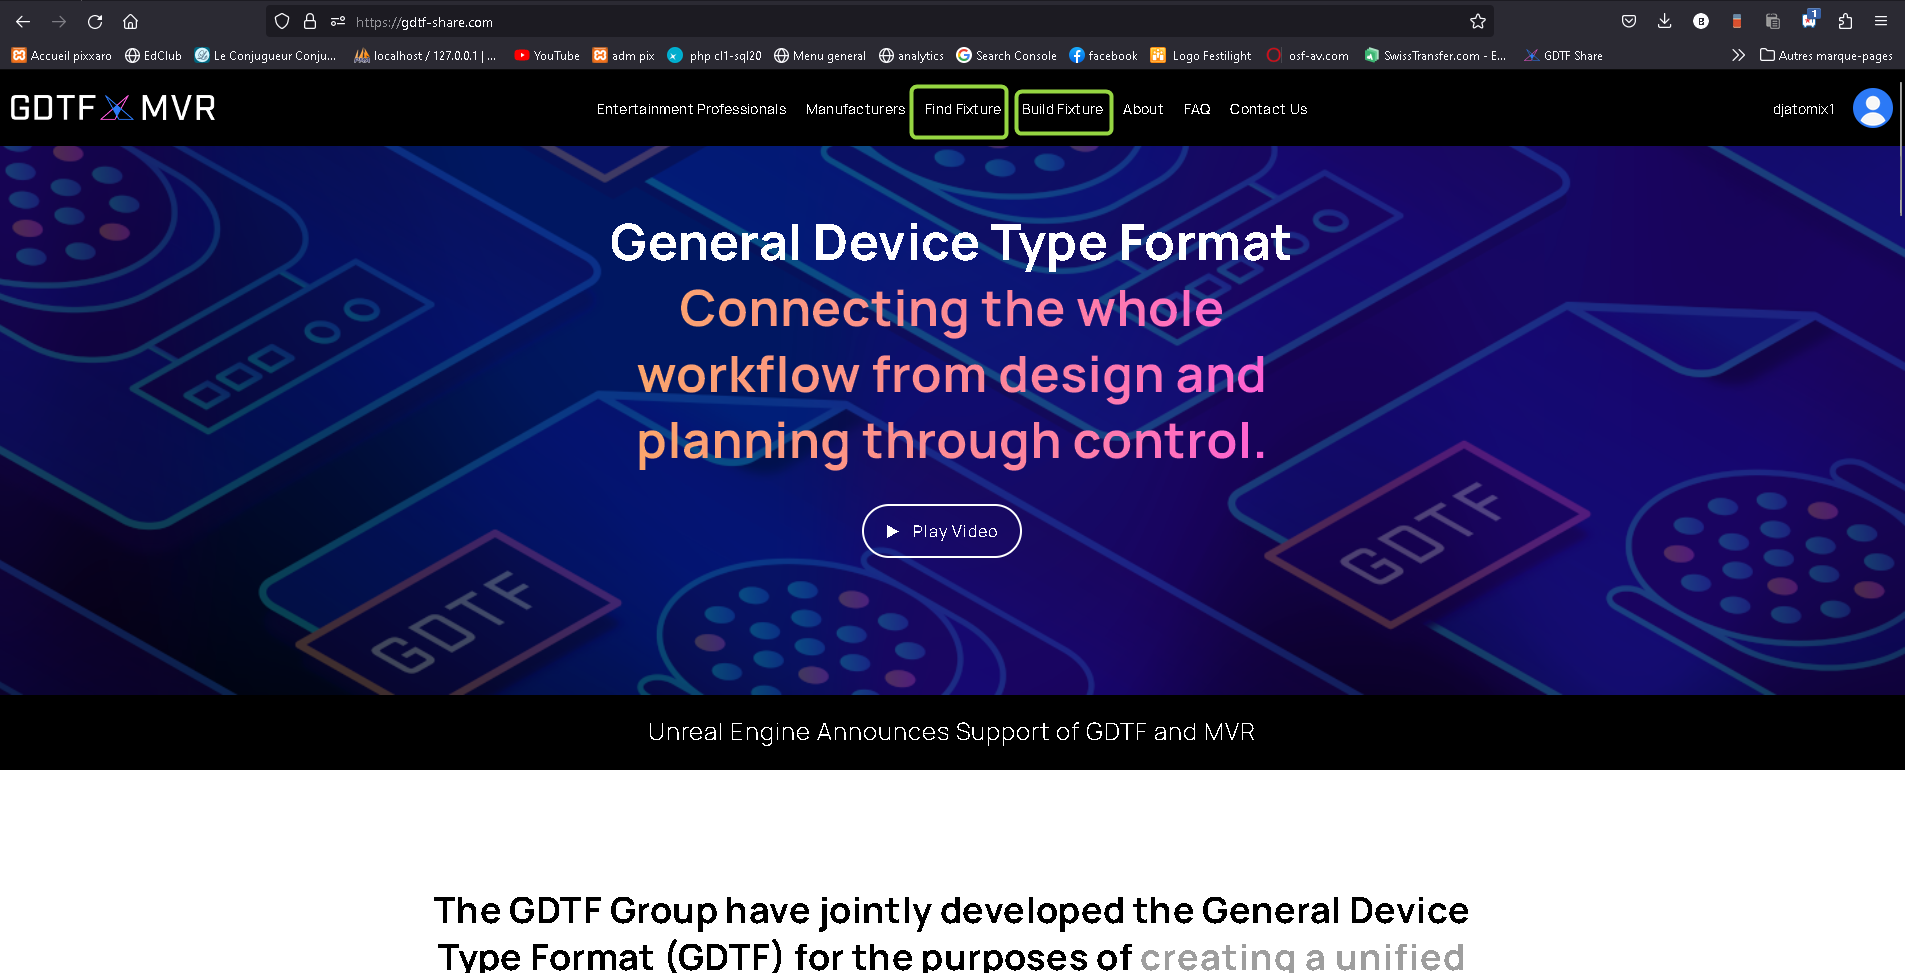 https://gdtf-share.com
Accueil pixxaro EdClub Le Conjugueur Conju... localhost / 127.0.0.1 | ... YouTube adm pix php cl1-sql20 Menu general analytics Search Console facebook Logo Festilight osf-av.com SwissTransfer.com - E... GDTF Share Autres marque-pages
GDTF MVR Entertainment Professionals Manufacturers Find Fixture Build Fixture About FAQ Contact Us djatomix1
General Device Type Format
Connecting the whole
workflow from design and
planning through control.
Play Video
GDTF
GDTF
Unreal Engine Announces Support of GDTF and MVR
The GDTF Group have jointly developed the General Device
Type Format (GDTF) for the purposes of creating a unified